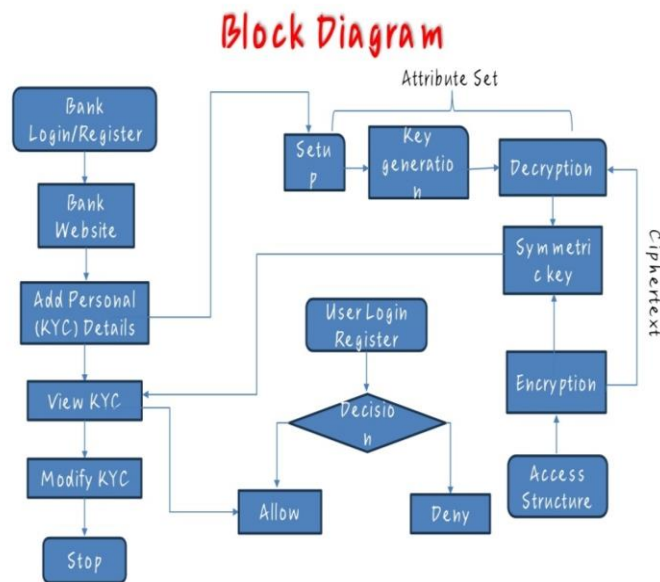 Block Diagram
Attribute Set
Bank
Login/Register
Setu
p
Key
generatio
n
Decryption
Bank
Website
Symmetri
c key
Ciphertext
Add Personal
(KYC) Details
User Login
Register
View KYC
Decisio
n
Encryption
Modify KYC
Allow
Deny
Access
Structure
Stop